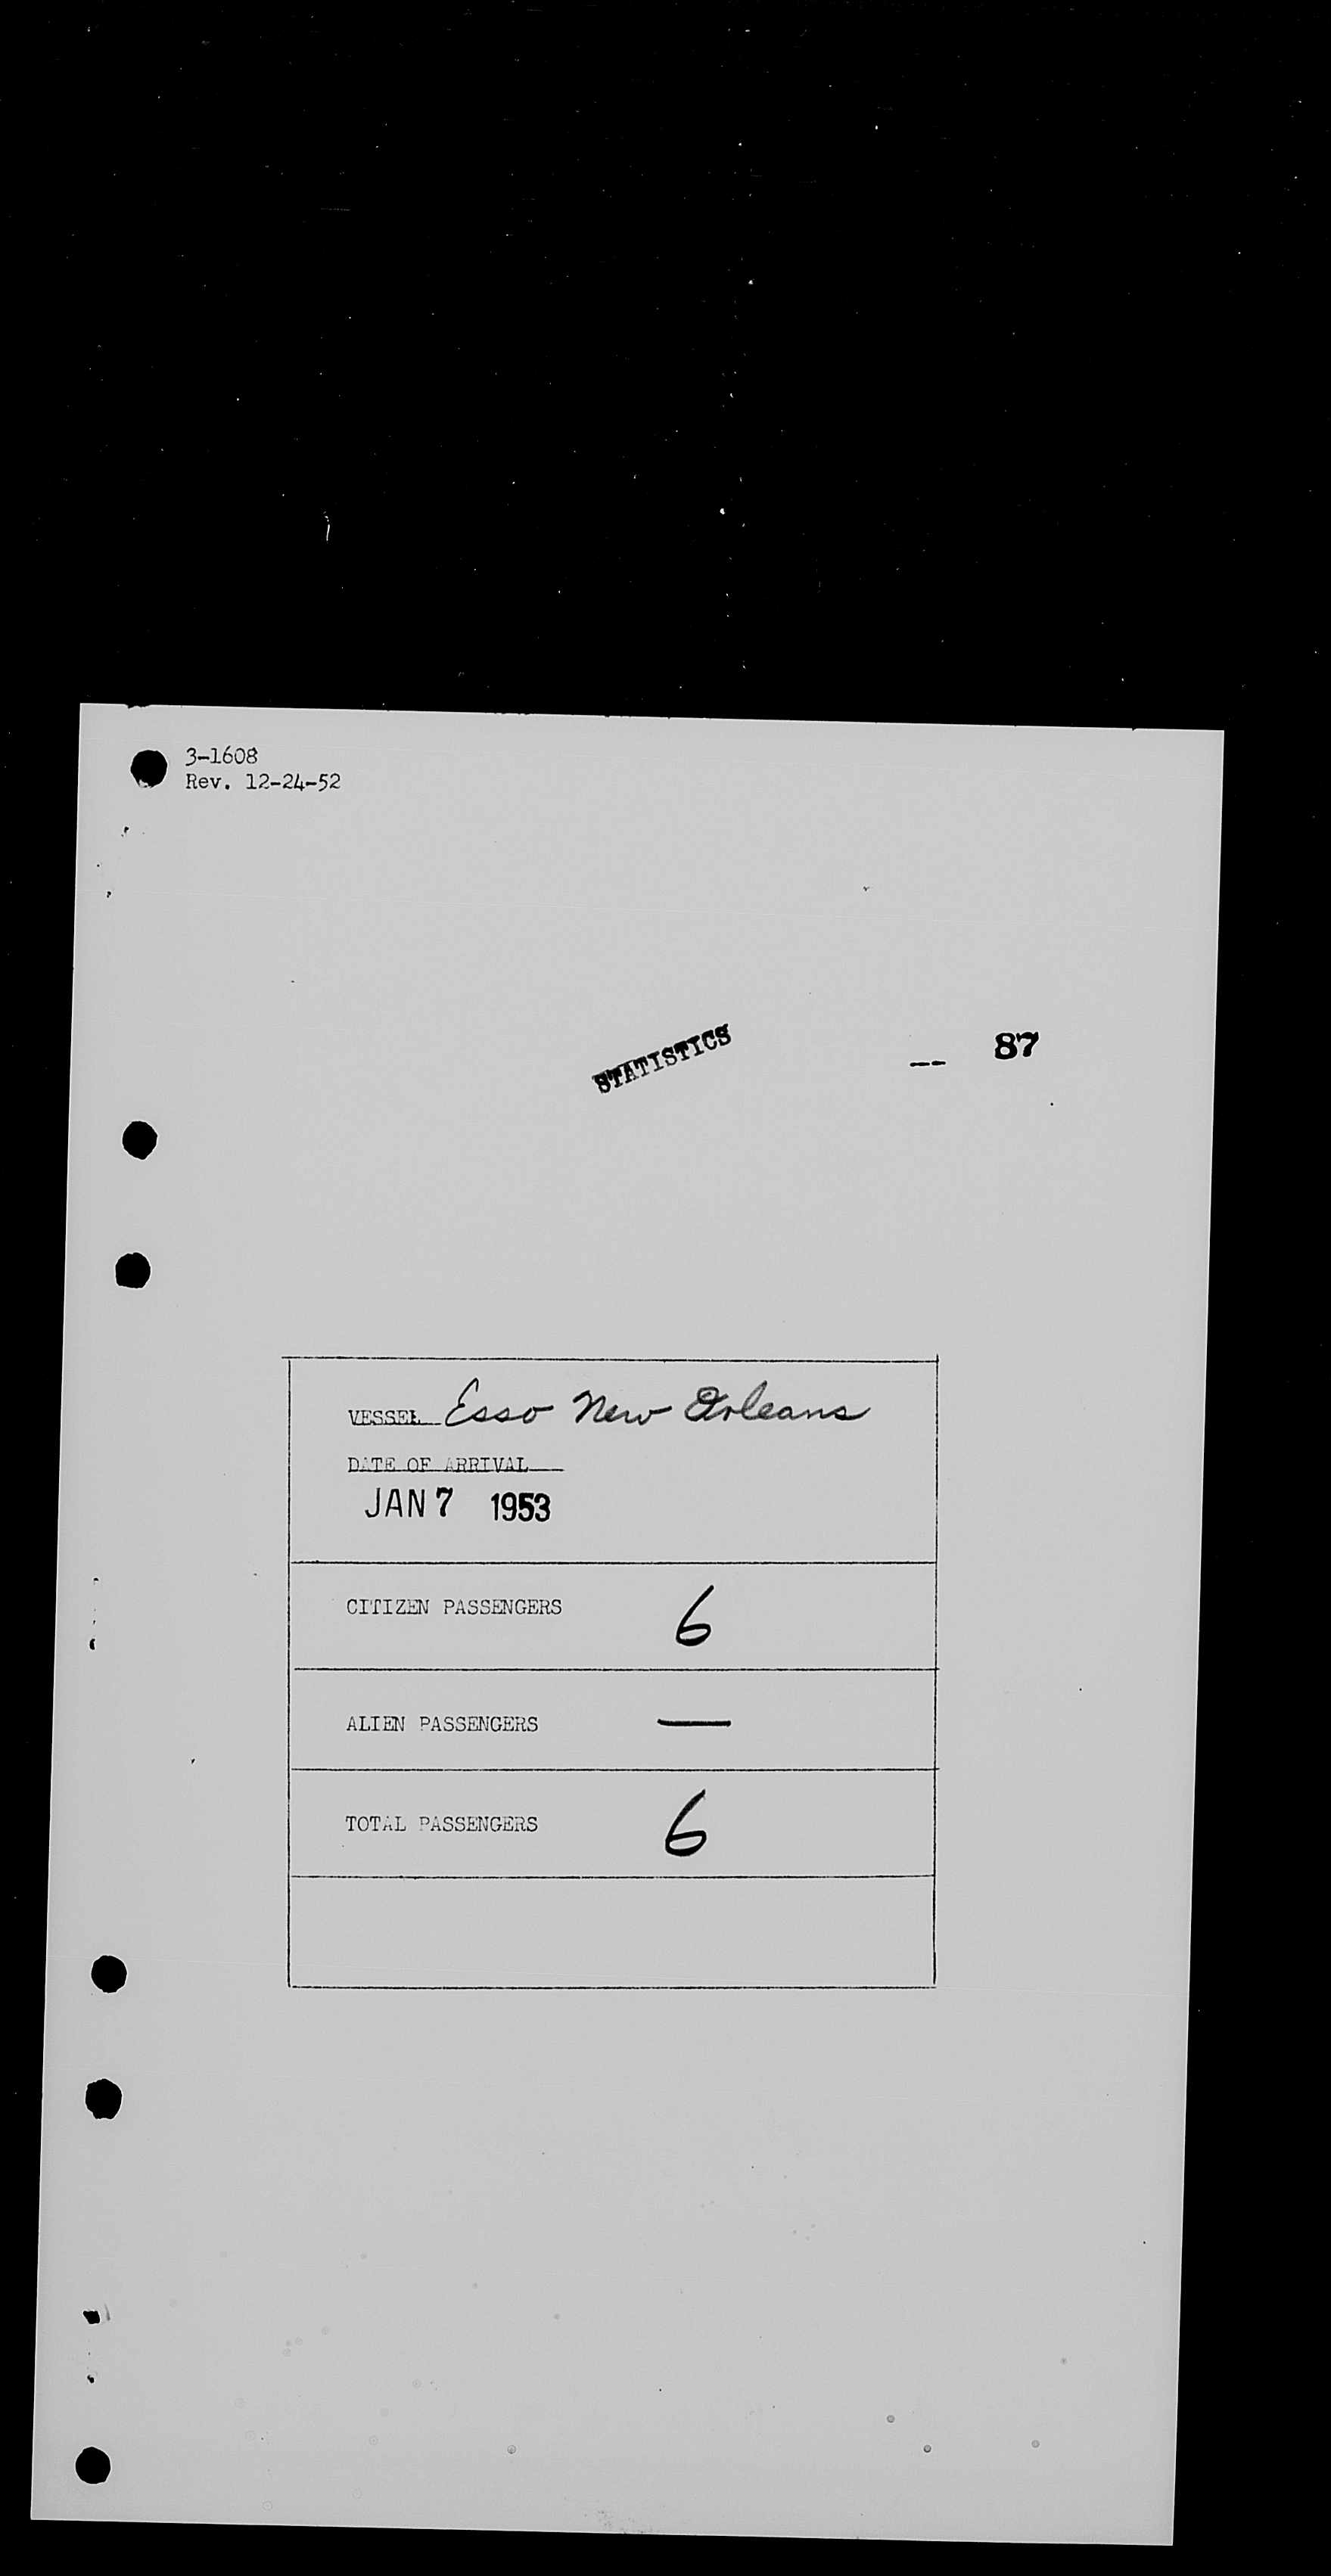 3-1608
Rev. 12-24-52
STATISTICS
-- 87
VESSEL Esso New Orleans
DATE OF ARRIVAL
JAN 7 1953
CITIZEN PASSENGERS 6
ALIEN PASSENGERS —
TOTAL PASSENGERS 6